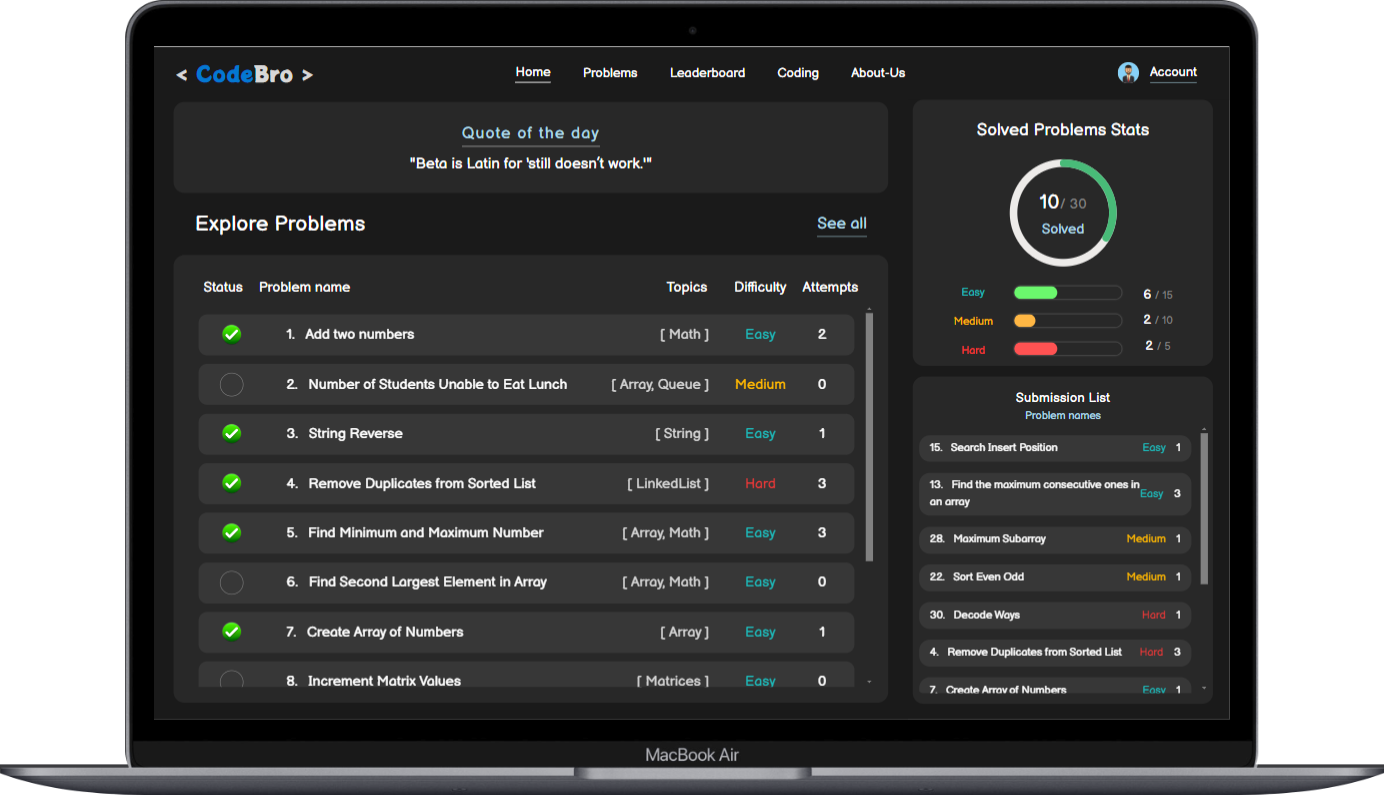 < CodeBro >
Home Problems Leaderboard Coding About-Us Account
Quote of the day
"Beta is Latin for 'still doesn't work.'"
Explore Problems See all
Status Problem name Topics Difficulty Attempts
1. Add two numbers [ Math ] Easy 2
2. Number of Students Unable to Eat Lunch [ Array, Queue ] Medium 0
3. String Reverse [ String ] Easy 1
4. Remove Duplicates from Sorted List [ LinkedList ] Hard 3
5. Find Minimum and Maximum Number [ Array, Math ] Easy 3
6. Find Second Largest Element in Array [ Array, Math ] Easy 0
7. Create Array of Numbers [ Array ] Easy 1
8. Increment Matrix Values [ Matrices ] Easy 0
Solved Problems Stats
10 / 30
Solved
Easy 6 / 15
Medium 2 / 10
Hard 2 / 5
Submission List
Problem names
15. Search Insert Position Easy 1
13. Find the maximum consecutive ones in
an array Easy 3
28. Maximum Subarray Medium 1
22. Sort Even Odd Medium 1
30. Decode Ways Hard 1
4. Remove Duplicates from Sorted List Hard 3
7. Create Array of Numbers Easy 1
MacBook Air